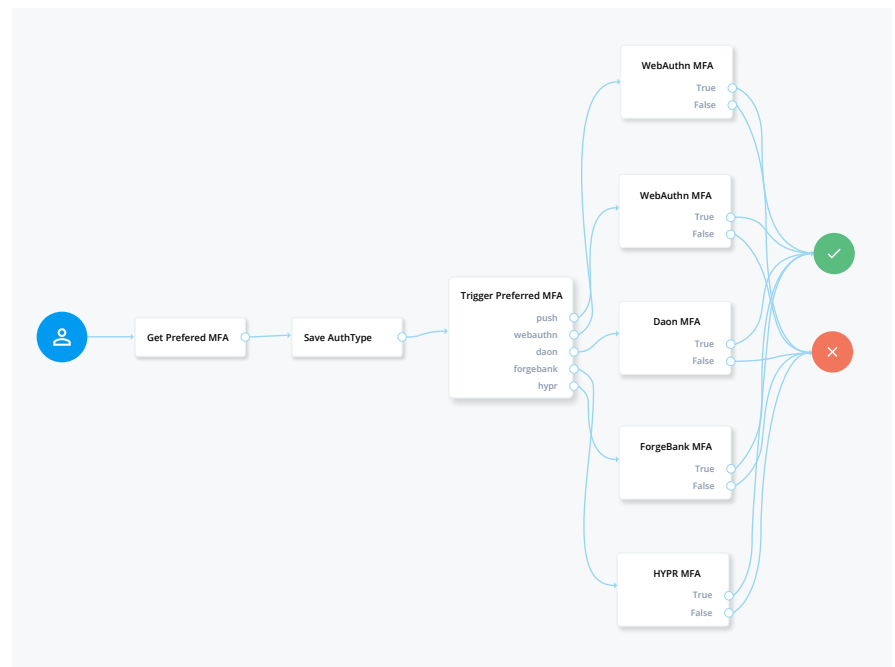 Get Prefered MFA
Save AuthType
Trigger Preferred MFA
push
webauthn
daon
forgebank
hypr
WebAuthn MFA
True
False
WebAuthn MFA
True
False
Daon MFA
True
False
ForgeBank MFA
True
False
HYPR MFA
True
False